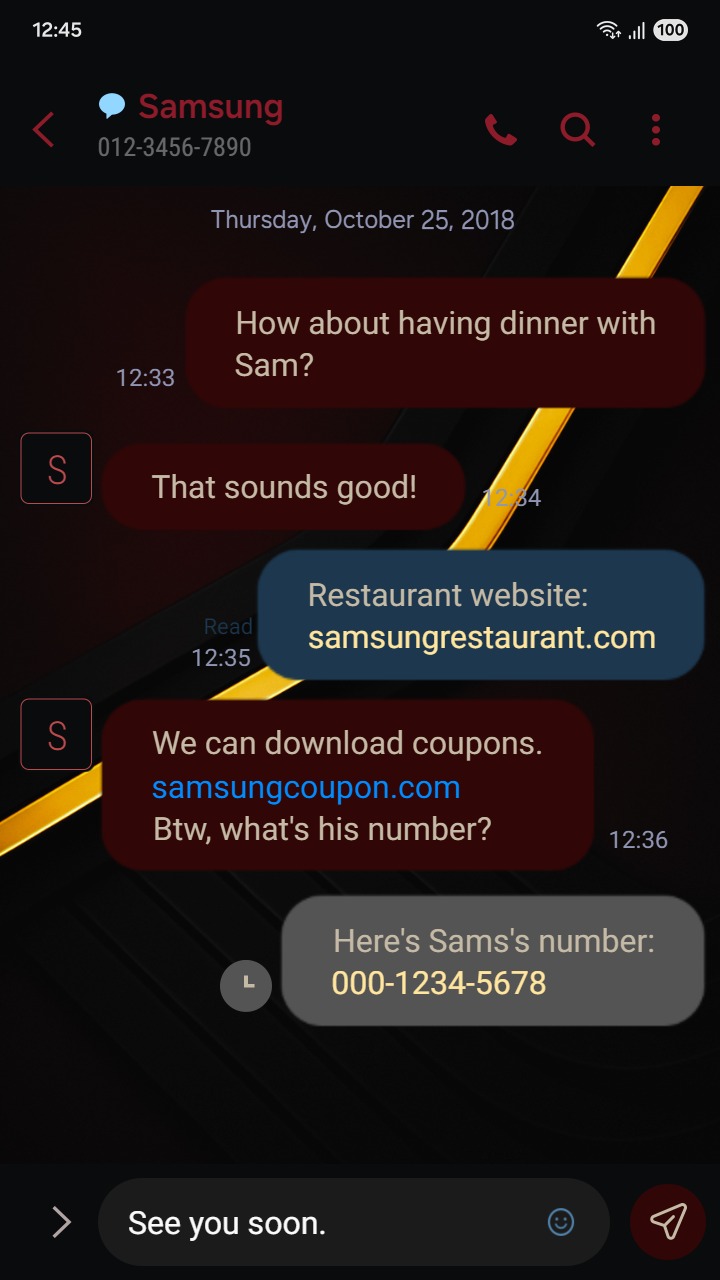 12:45
100
Samsung
012-3456-7890
Thursday, October 25, 2018
How about having dinner with
Sam?
12:33
S
That sounds good!
12:34
Restaurant website:
samsungrestaurant.com
Read
12:35
S
We can download coupons.
samsungcoupon.com
Btw, what's his number?
12:36
Here's Sams's number:
000-1234-5678
See you soon.